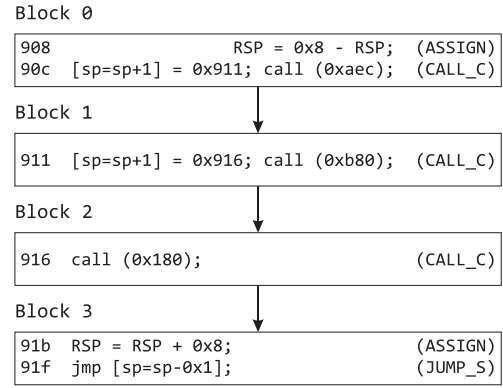 Block 0
908 RSP = 0x8 - RSP; (ASSIGN)
90c [sp=sp+1] = 0x911; call (0xaec); (CALL_C)
Block 1
911 [sp=sp+1] = 0x916; call (0xb80); (CALL_C)
Block 2
916 call (0x180); (CALL_C)
Block 3
91b RSP = RSP + 0x8; (ASSIGN)
91f jmp [sp=sp-0x1]; (JUMP_S)